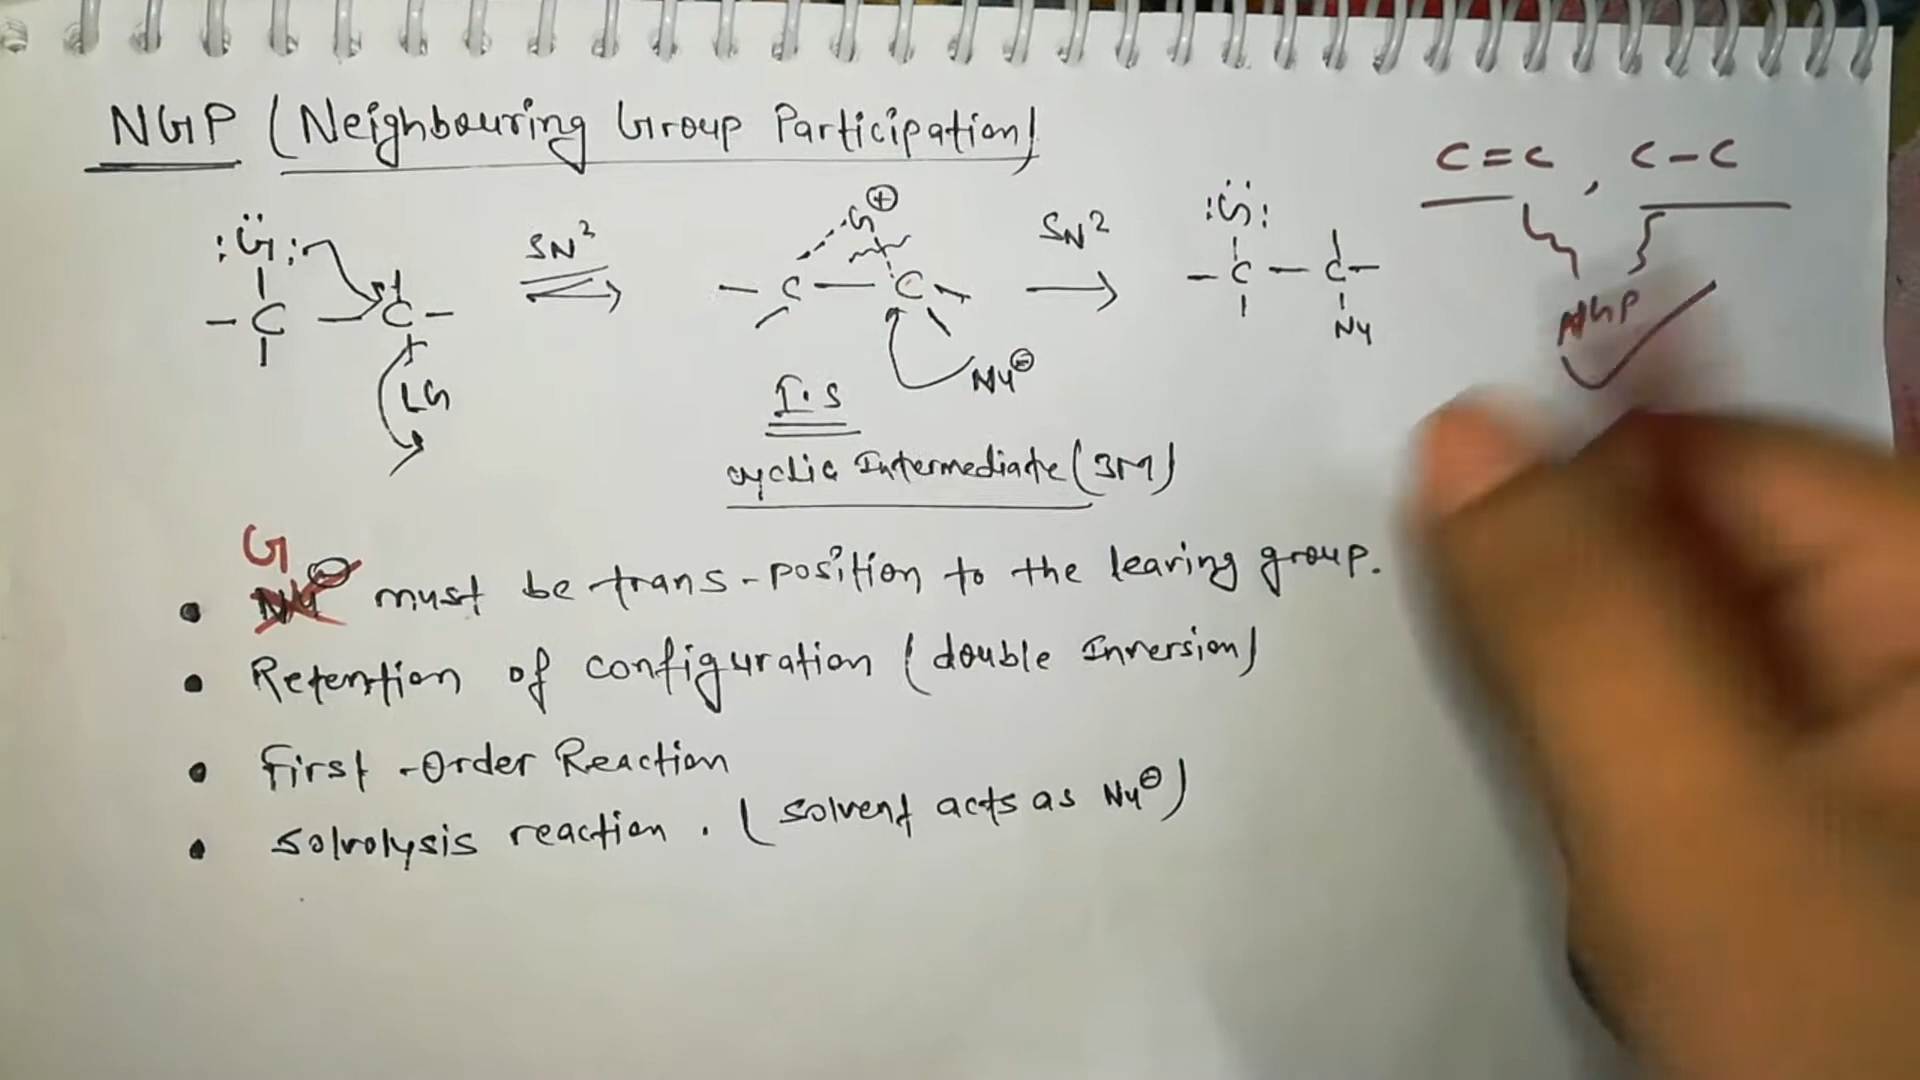 NGP (Neighbouring Group Participation)
C=C , C-C
NGP
:G: SN2 G⊕ SN2 :G:
-C-C- -C-C- -C-C-
LG Nu⊖ Nu
I.S
cyclic Intermediate (3M)
G
• Nu⊖ must be trans-position to the leaving group.
• Retention of configuration (double Inversion)
• First-Order Reaction
• Solvolysis reaction. (Solvent acts as Nu⊖)